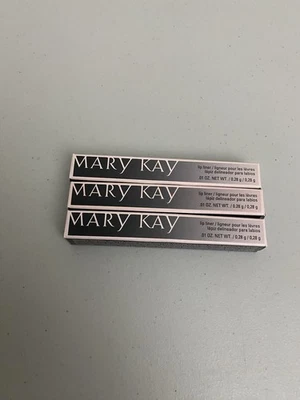 MARY KAY
lip liner / ligneur pour les lèvres
lápiz delineador para labios
.01 OZ. NET WT. / 0.28 g / 0,28 g
MARY KAY
lip liner / ligneur pour les lèvres
lápiz delineador para labios
.01 OZ. NET WT. / 0.28 g / 0,28 g
MARY KAY
lip liner / ligneur pour les lèvres
lápiz delineador para labios
.01 OZ. NET WT. / 0.28 g / 0,28 g